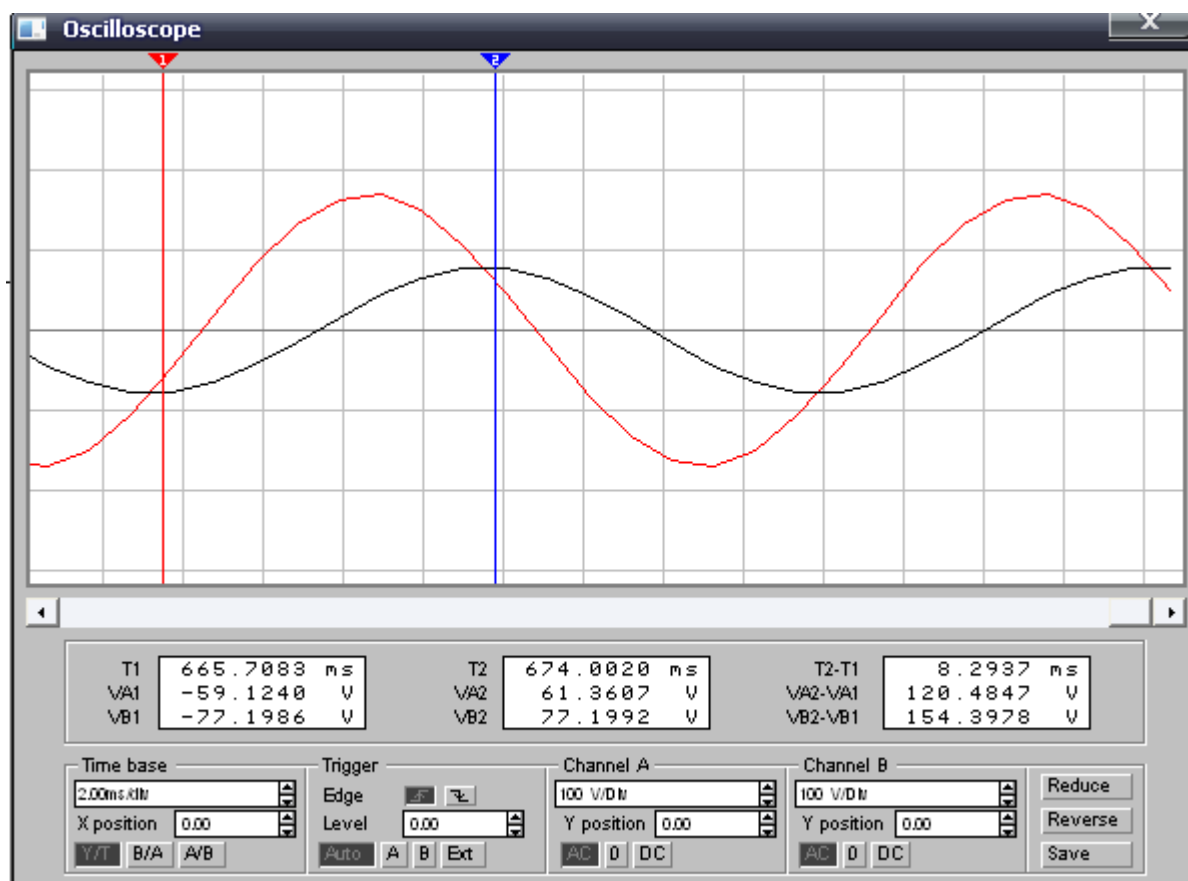 Oscilloscope
X
1 2
T1 665.7083 ms T2 674.0020 ms T2-T1 8.2937 ms
VA1 -59.1240 V VA2 61.3607 V VA2-VA1 120.4847 V
VB1 -77.1986 V VB2 77.1992 V VB2-VB1 154.3978 V
Time base Trigger Channel A Channel B
2.00ms/div Edge 100 V/Div 100 V/Div Reduce
X position 0.00 Level 0.00 Y position 0.00 Y position 0.00 Reverse
Y/T B/A A/B Auto A B Ext AC 0 DC AC 0 DC Save